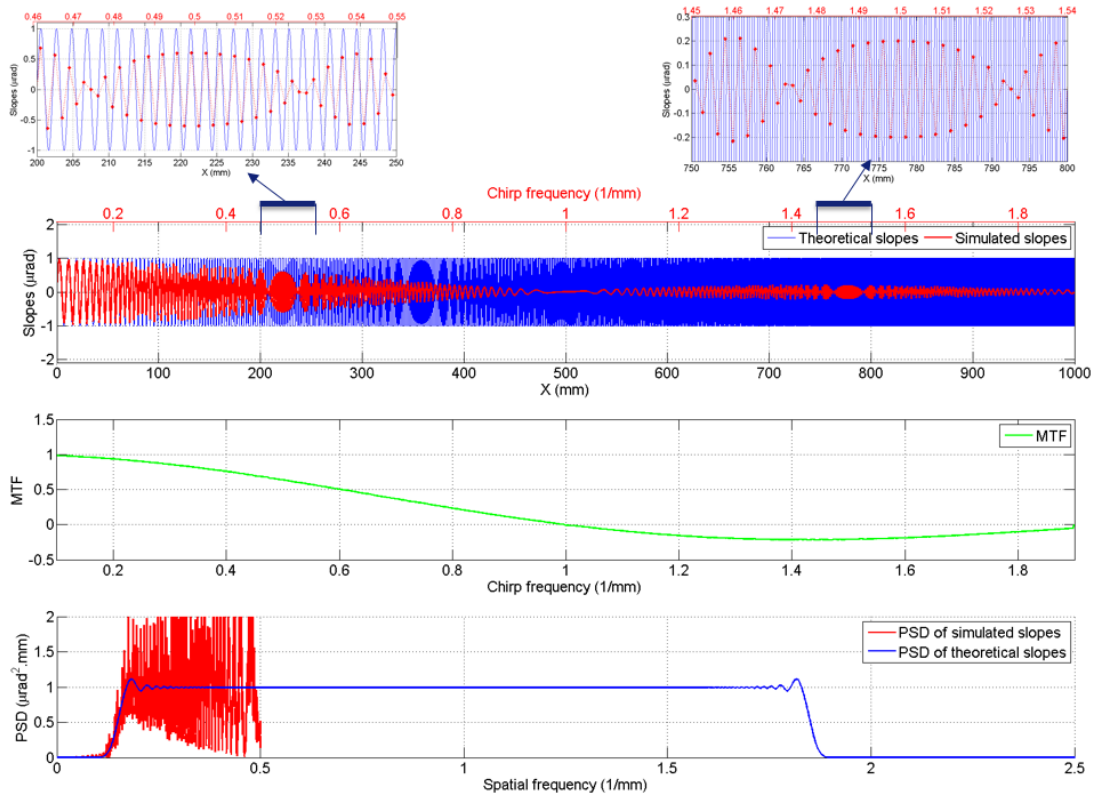 0.46 0.47 0.48 0.49 0.5 0.51 0.52 0.53 0.54 0.55
1.45 1.46 1.47 1.48 1.49 1.5 1.51 1.52 1.53 1.54
Slopes (µrad)
1
0.5
0
-0.5
-1
200 205 210 215 220 225 230 235 240 245 250
X (mm)
Slopes (µrad)
0.3
0.2
0.1
0
-0.1
-0.2
750 755 760 765 770 775 780 785 790 795 800
X (mm)
Chirp frequency (1/mm)
0.2 0.4 0.6 0.8 1 1.2 1.4 1.6 1.8
Slopes (µrad)
2
1
0
-1
-2
Theoretical slopes Simulated slopes
0 100 200 300 400 500 600 700 800 900 1000
X (mm)
MTF
1.5
1
0.5
0
-0.5
MTF
0.2 0.4 0.6 0.8 1 1.2 1.4 1.6 1.8
Chirp frequency (1/mm)
PSD (µrad².mm)
2
1.5
1
0.5
0
PSD of simulated slopes
PSD of theoretical slopes
0 0.5 1 1.5 2 2.5
Spatial frequency (1/mm)